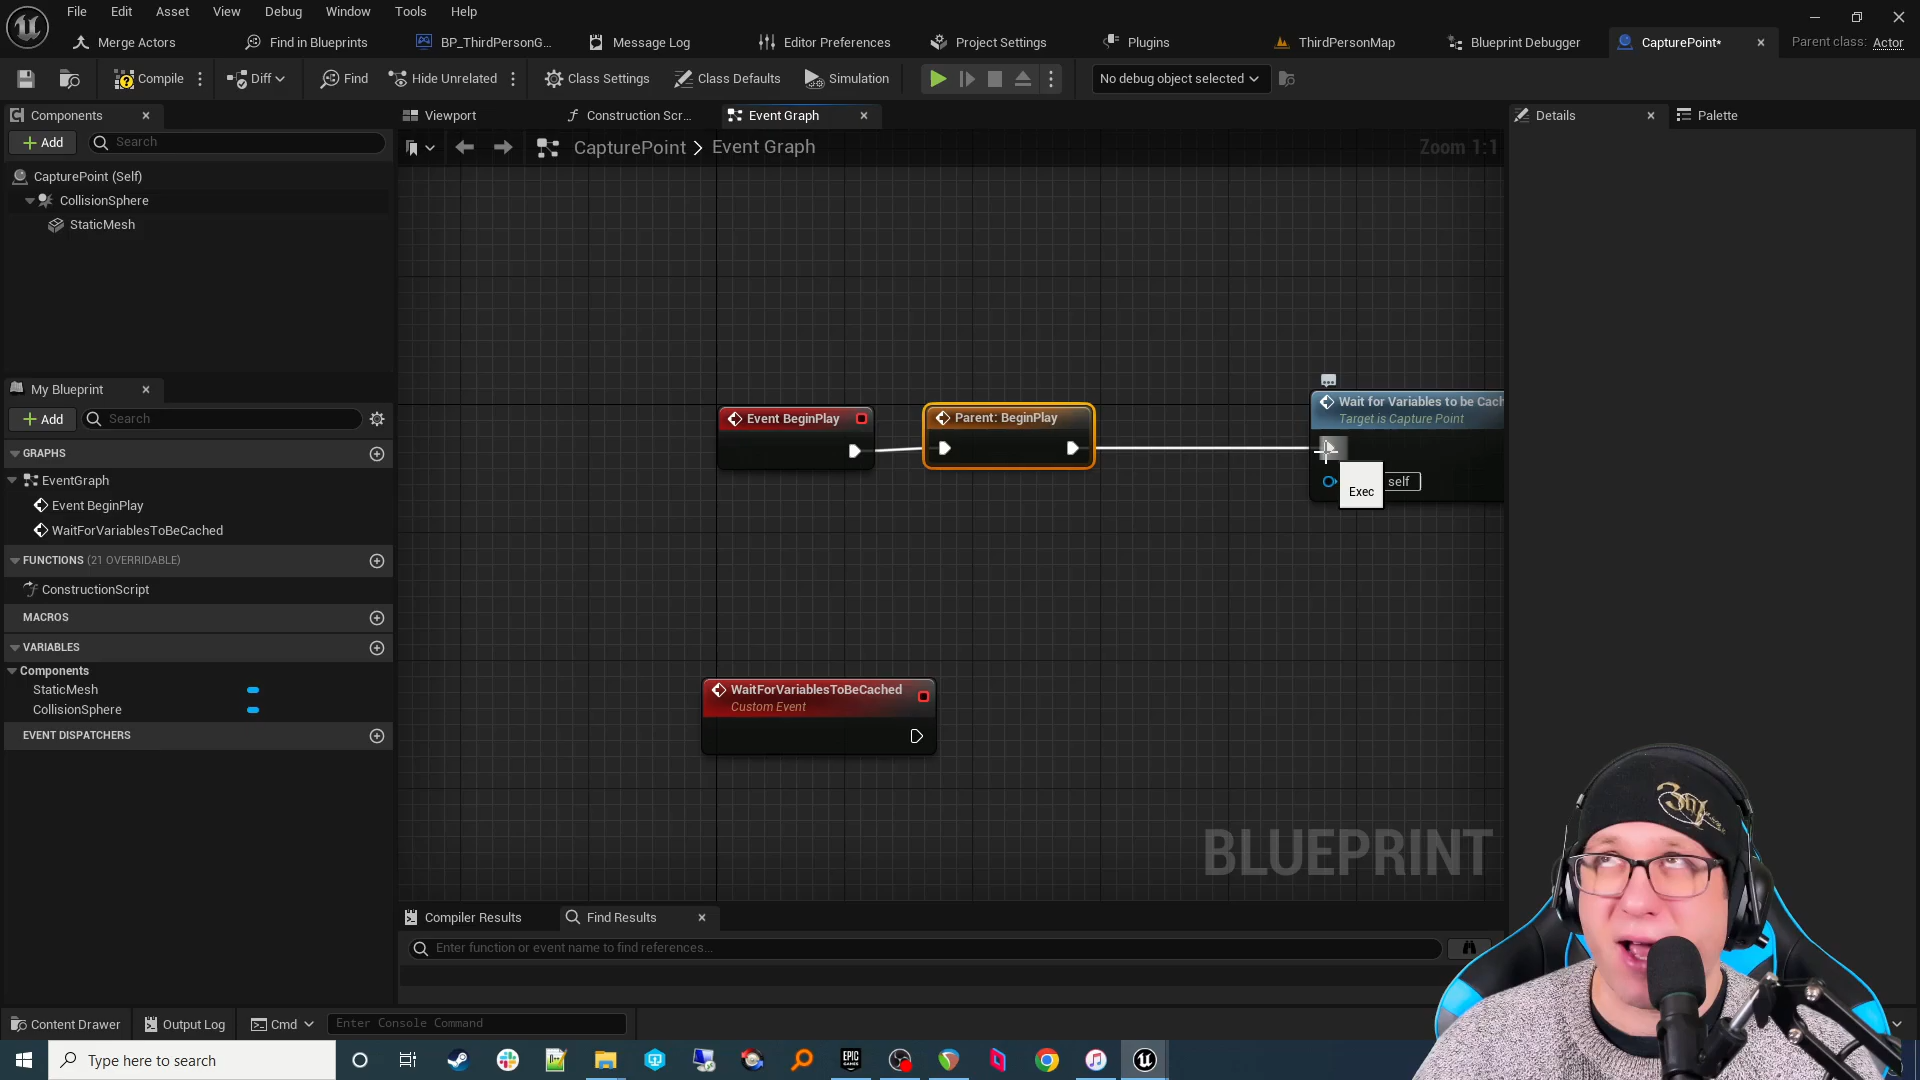 File Edit Asset View Debug Window Tools Help
Merge Actors Find in Blueprints BP_ThirdPersonG... Message Log Editor Preferences Project Settings Plugins ThirdPersonMap Blueprint Debugger CapturePoint* Parent class: Actor
Compile Diff Find Hide Unrelated Class Settings Class Defaults Simulation No debug object selected
Components Viewport Construction Scr... Event Graph Details Palette
Add Search
CapturePoint > Event Graph Zoom 1:1
CapturePoint (Self)
CollisionSphere
StaticMesh
My Blueprint
Add Search
GRAPHS
EventGraph
Event BeginPlay
WaitForVariablesToBeCached
FUNCTIONS (21 OVERRIDABLE)
ConstructionScript
MACROS
VARIABLES
Components
StaticMesh
CollisionSphere
EVENT DISPATCHERS
Event BeginPlay
Parent: BeginPlay
Wait for Variables to be Cach
Target is Capture Point
self
Exec
WaitForVariablesToBeCached
Custom Event
BLUEPRINT
Compiler Results Find Results
Enter function or event name to find references...
Content Drawer Output Log Cmd Enter Console Command
Type here to search
EPIC
GAMES